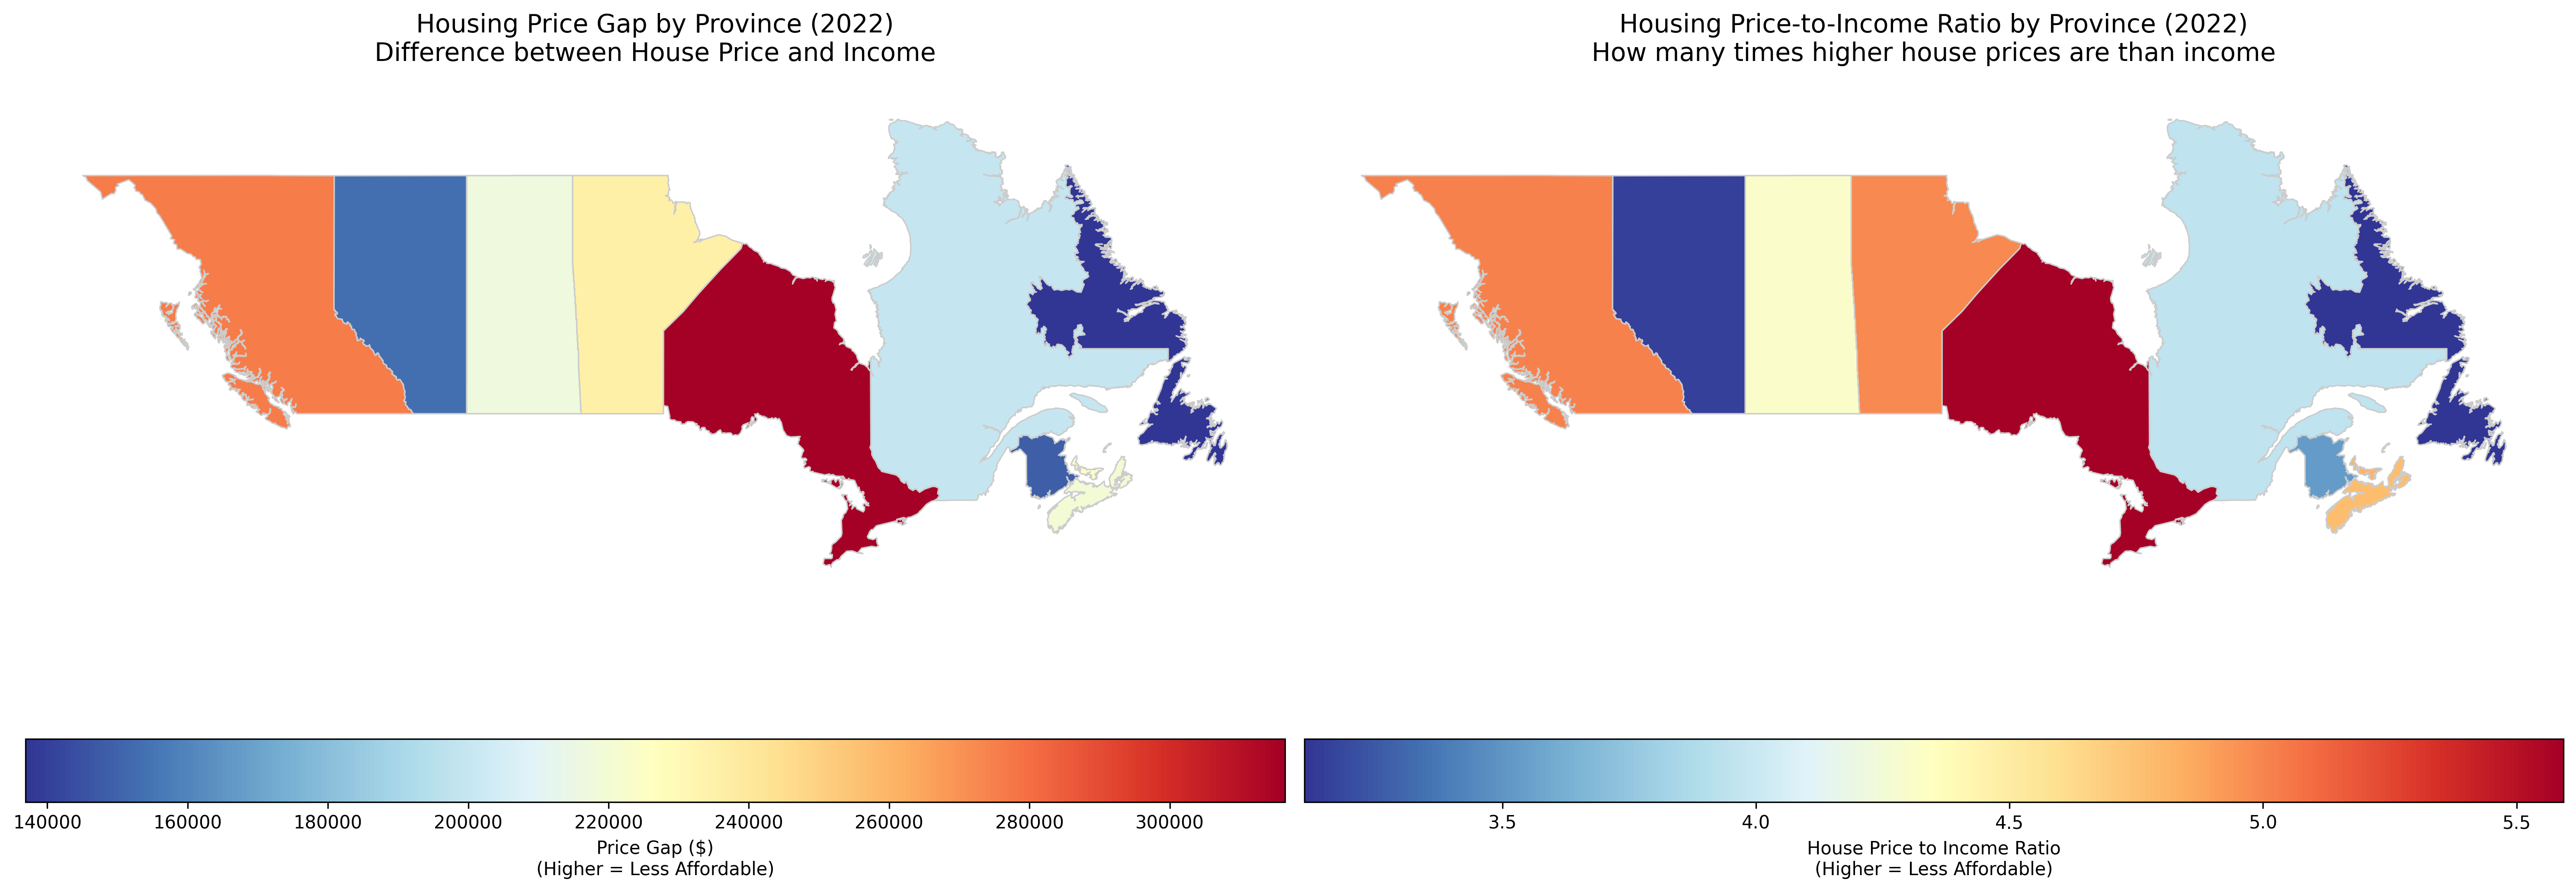 Housing Price Gap by Province (2022)
Difference between House Price and Income
140000 160000 180000 200000 220000 240000 260000 280000 300000
Price Gap ($)
(Higher = Less Affordable)
Housing Price-to-Income Ratio by Province (2022)
How many times higher house prices are than income
3.5 4.0 4.5 5.0 5.5
House Price to Income Ratio
(Higher = Less Affordable)